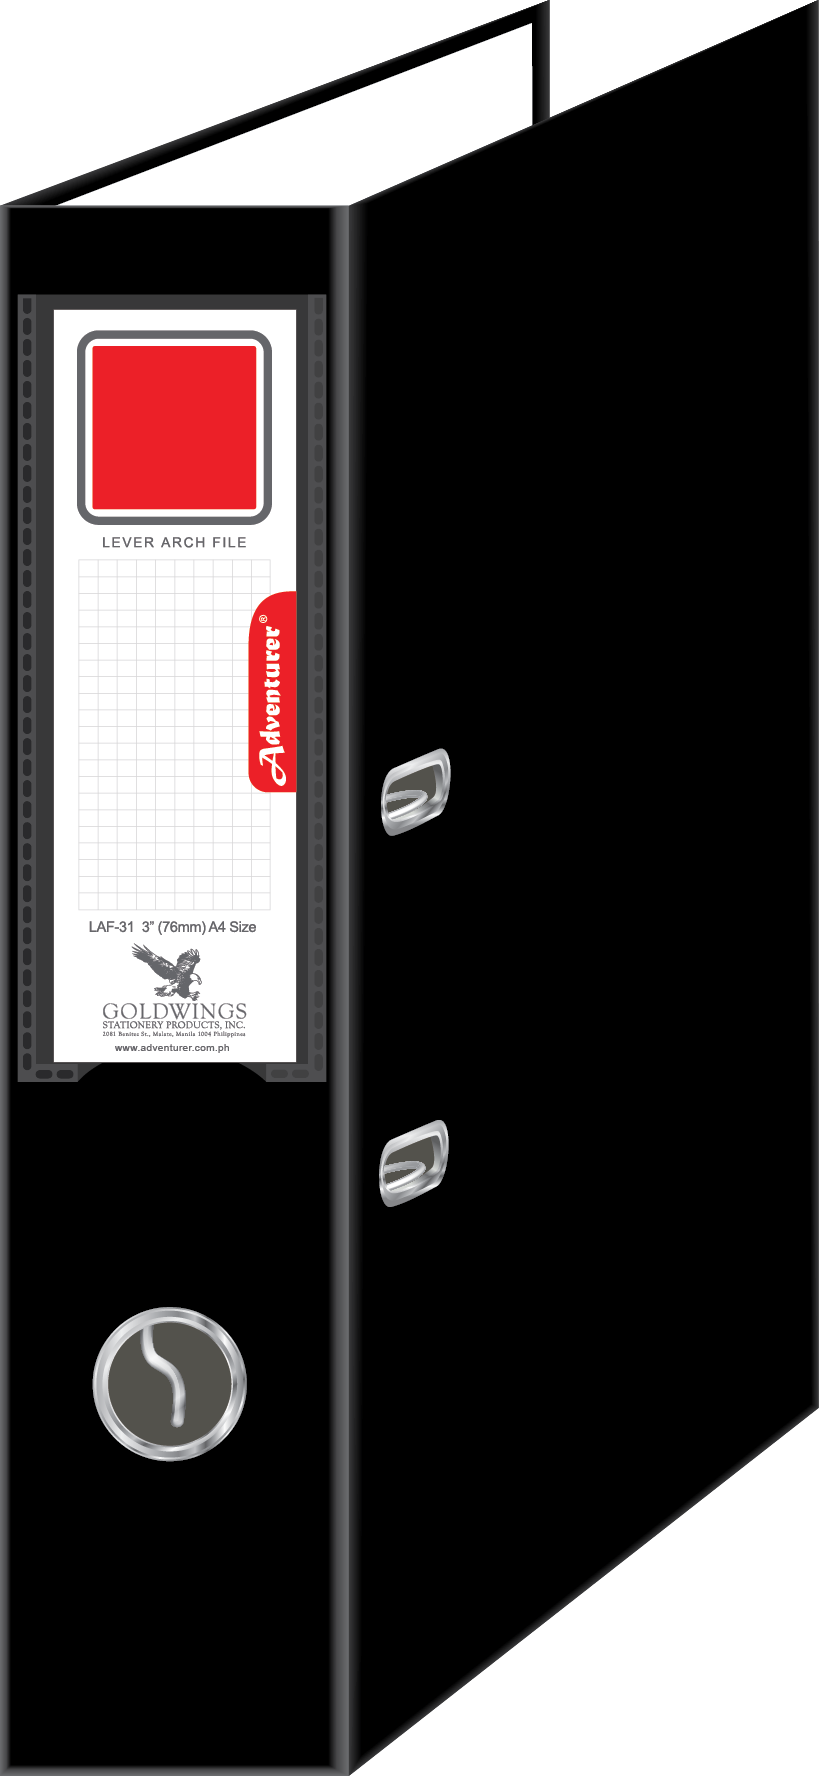 LEVER ARCH FILE
Adventurer®
LAF-31 3” (76mm) A4 Size
GOLDWINGS
STATIONERY PRODUCTS, INC.
2081 Benitez St., Malate, Manila 1004 Philippines
www.adventurer.com.ph